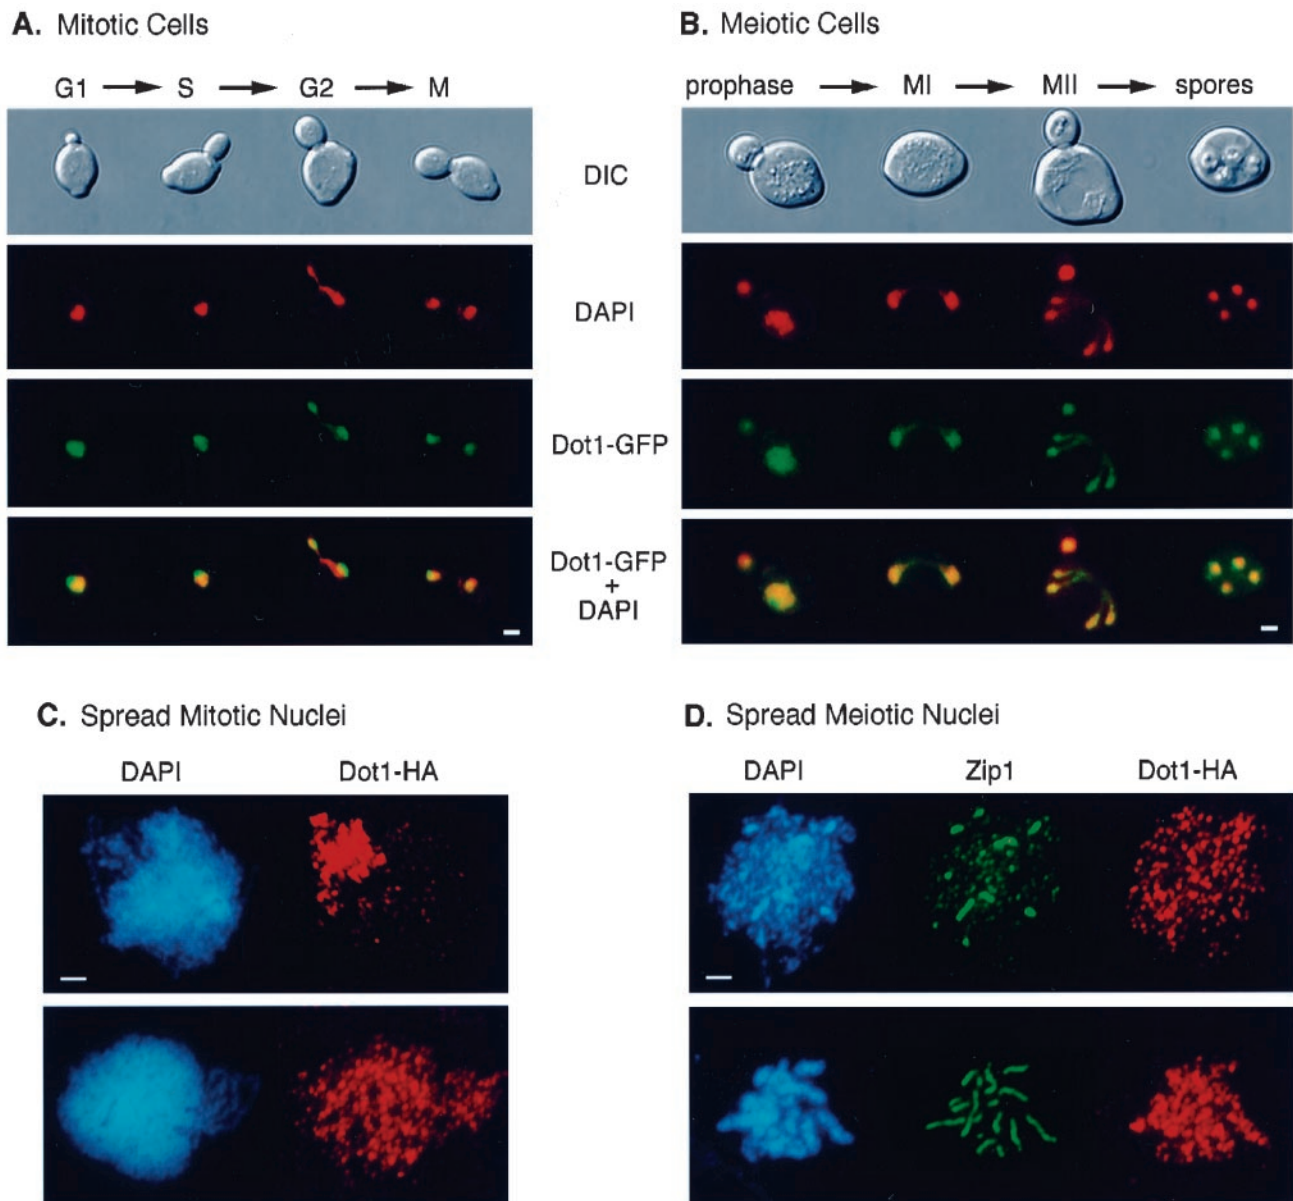 A. Mitotic Cells
G1 → S → G2 → M
B. Meiotic Cells
prophase → MI → MII → spores
DIC
DAPI
Dot1-GFP
Dot1-GFP
+
DAPI
C. Spread Mitotic Nuclei
DAPI Dot1-HA
D. Spread Meiotic Nuclei
DAPI Zip1 Dot1-HA